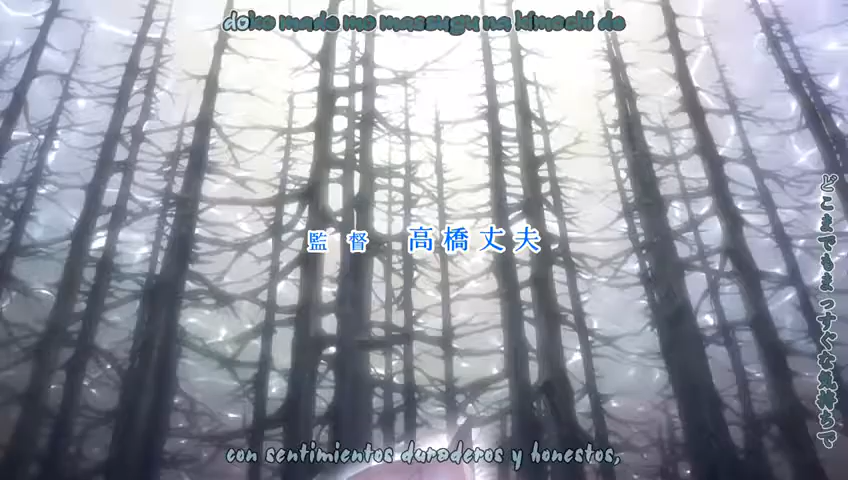 doko made mo massugu na kimochi de
監督 高橋丈夫
どこまでもまっすぐな気持ちで
con sentimientos duraderos y honestos,